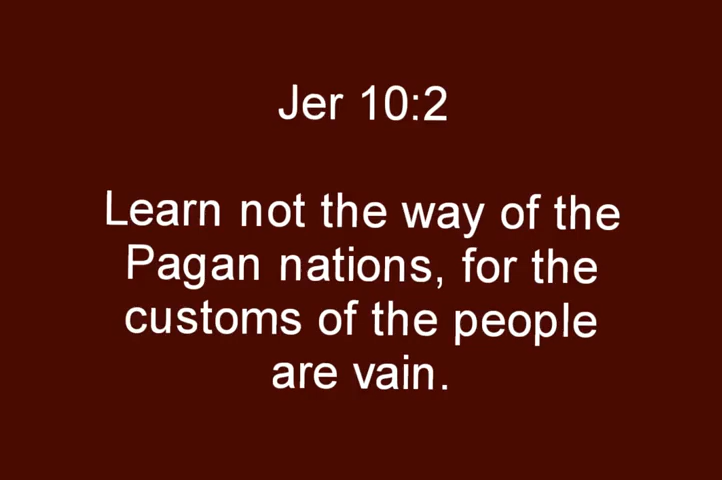 Jer 10:2
Learn not the way of the
Pagan nations, for the
customs of the people
are vain.